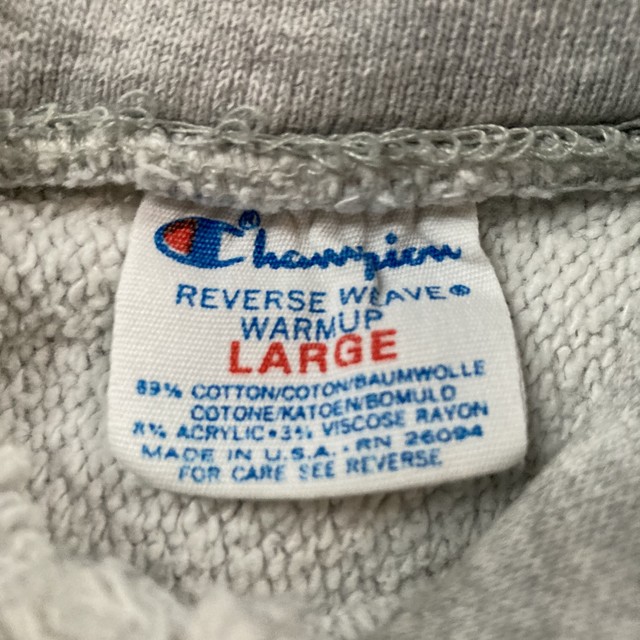 Champion®
REVERSE WEAVE®
WARMUP
LARGE
89% COTTON/COTON/BAUMWOLLE
COTONE/KATOEN/BOMULD
8% ACRYLIC•3% VISCOSE RAYON
MADE IN U.S.A.•RN 26094
FOR CARE SEE REVERSE